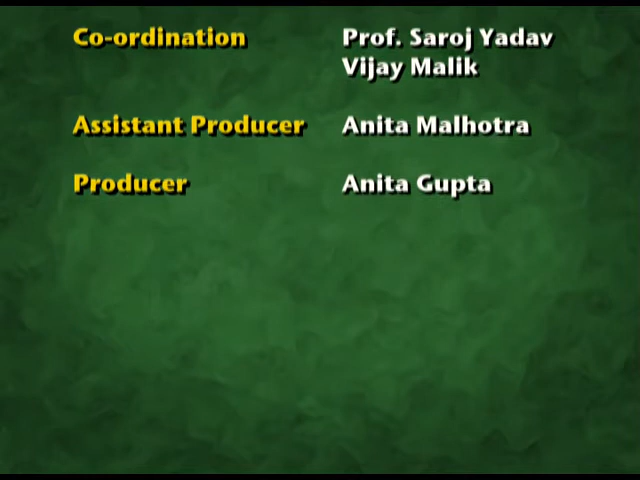 Co-ordination Prof. Saroj Yadav
Vijay Malik
Assistant Producer Anita Malhotra
Producer Anita Gupta